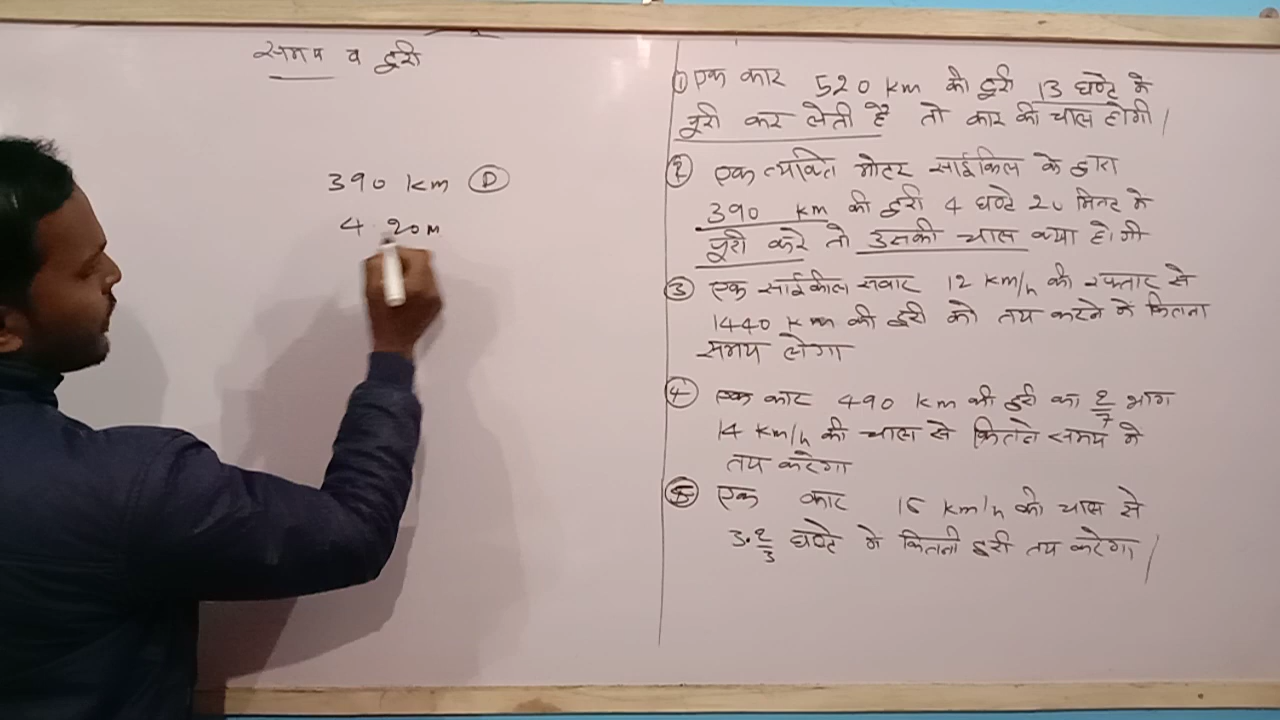 समय व दुरी
390 km D
4 20 m
① एक कार 520 km की दुरी 13 घण्टे मे
पुरी कर लेती है तो कार की चाल होगी।
② एक व्यक्ति मोटर साईकिल के द्वारा
390 km की दुरी 4 घण्टे 20 मिनट मे
पुरी करे तो उसकी चाल क्या होगी
③ एक साईकील सवार 12 km/h की रफ्तार से
1440 km की दुरी को तय करने में कितना
समय लेगा
④ एक कार 490 km की दुरी का 2/7 भाग
14 km/h की चाल से कितने समय मे
तय करेगा
⑤ एक कार 15 km/h की चाल से
3.2/3 घण्टे मे कितनी दुरी तय करेगा।